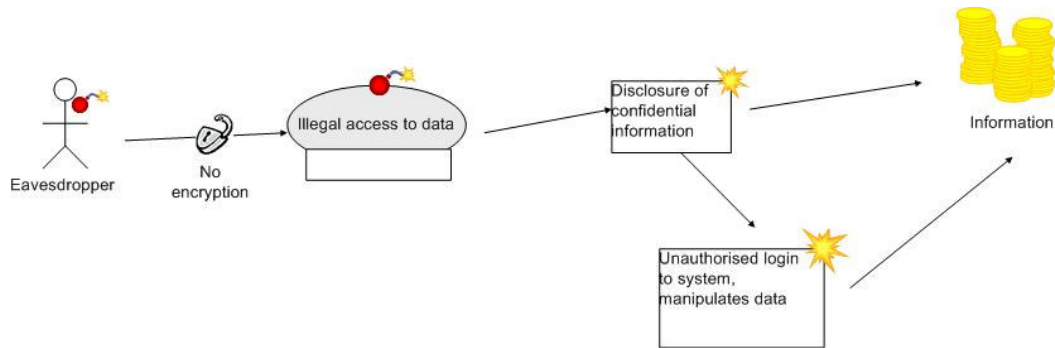 Eavesdropper
No
encryption
Illegal access to data
Disclosure of
confidential
information
Unauthorised login
to system,
manipulates data
Information